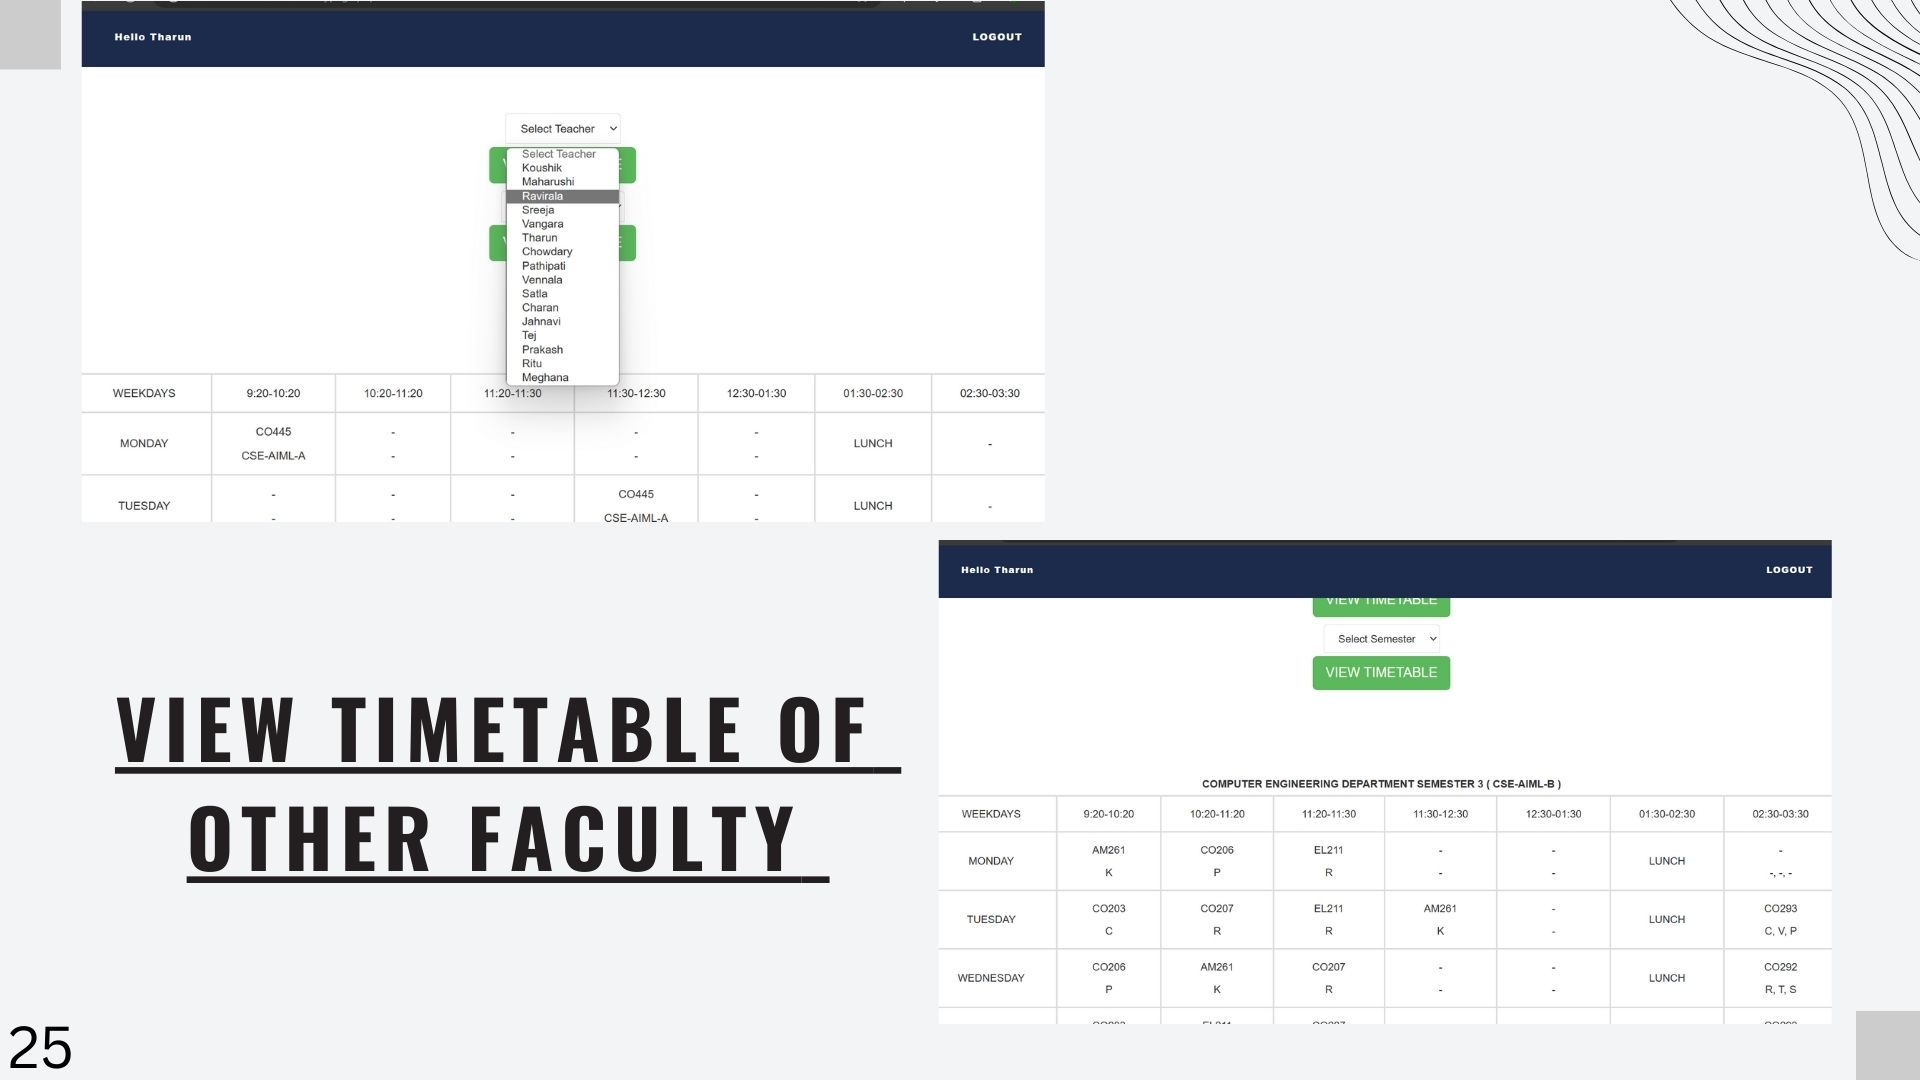 Hello Tharun LOGOUT
Select Teacher
Select Teacher
Koushik
Maharushi
Ravirala
Sreeja
Vangara
Tharun
Chowdary
Pathipati
Vennala
Satla
Charan
Jahnavi
Tej
Prakash
Ritu
Meghana
WEEKDAYS 9:20-10:20 10:20-11:20 11:20-11:30 11:30-12:30 12:30-01:30 01:30-02:30 02:30-03:30
CO445 - - - -
MONDAY LUNCH -
CSE-AIML-A - - - -
- - - CO445 -
TUESDAY LUNCH -
- - - CSE-AIML-A -
Hello Tharun LOGOUT
VIEW TIMETABLE
Select Semester
VIEW TIMETABLE
COMPUTER ENGINEERING DEPARTMENT SEMESTER 3 ( CSE-AIML-B )
WEEKDAYS 9:20-10:20 10:20-11:20 11:20-11:30 11:30-12:30 12:30-01:30 01:30-02:30 02:30-03:30
AM261 CO206 EL211 - - -
MONDAY LUNCH
K P R - - -, -, -
CO203 CO207 EL211 AM261 - CO293
TUESDAY LUNCH
C R R K - C, V, P
CO206 AM261 CO207 - - CO292
WEDNESDAY LUNCH
P K R - - R, T, S
VIEW TIMETABLE OF
OTHER FACULTY
25